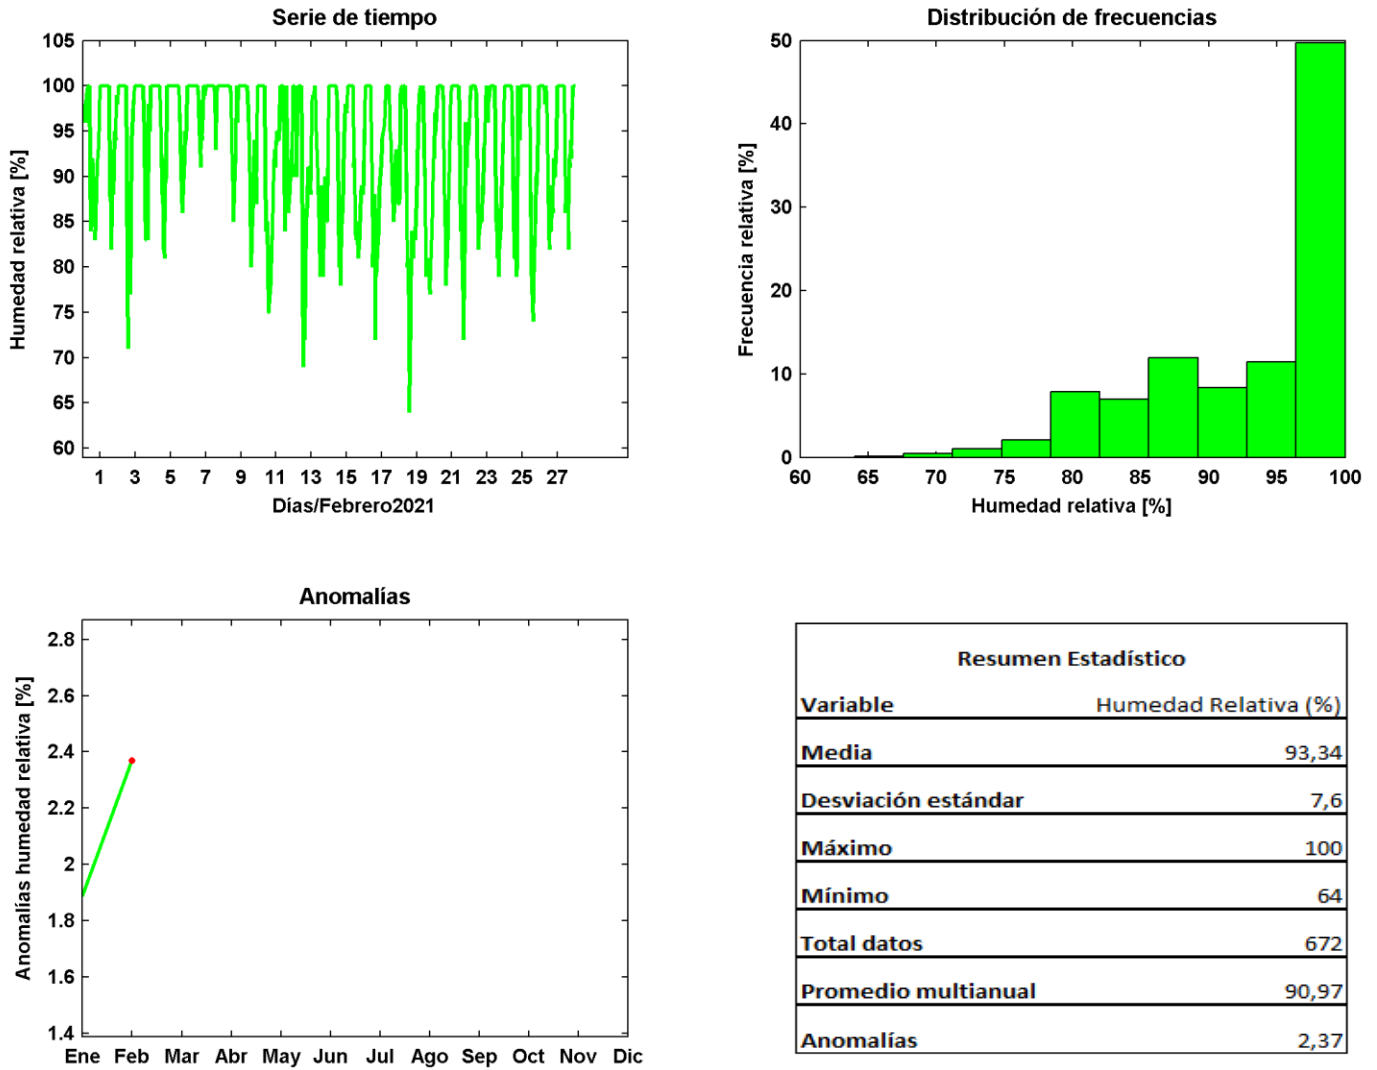 Serie de tiempo
105
100
95
90
85
80
75
70
65
60
Humedad relativa [%]
1 3 5 7 9 11 13 15 17 19 21 23 25 27
Días/Febrero2021
Distribución de frecuencias
50
40
30
20
10
0
Frecuencia relativa [%]
60 65 70 75 80 85 90 95 100
Humedad relativa [%]
Anomalías
2.8
2.6
2.4
2.2
2
1.8
1.6
1.4
Anomalías humedad relativa [%]
Ene Feb Mar Abr May Jun Jul Ago Sep Oct Nov Dic
Resumen Estadístico
Variable Humedad Relativa (%)
Media 93,34
Desviación estándar 7,6
Máximo 100
Mínimo 64
Total datos 672
Promedio multianual 90,97
Anomalías 2,37